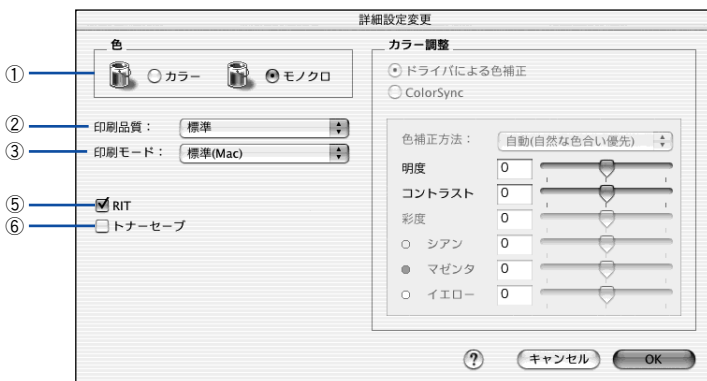 詳細設定変更
色
① カラー モノクロ
② 印刷品質： 標準
③ 印刷モード： 標準(Mac)
⑤ RIT
⑥ トナーセーブ
カラー調整
ドライバによる色補正
ColorSync
色補正方法： 自動(自然な色合い優先)
明度 0
コントラスト 0
彩度 0
シアン 0
マゼンタ 0
イエロー 0
? キャンセル OK